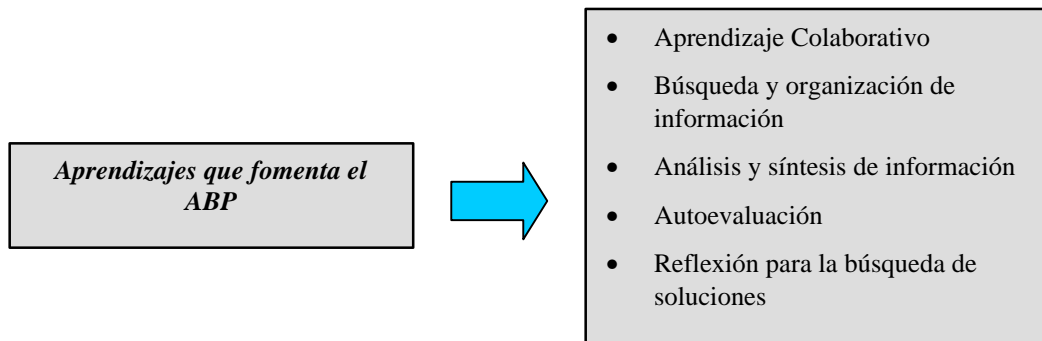 Aprendizajes que fomenta el
ABP
• Aprendizaje Colaborativo
• Búsqueda y organización de
información
• Análisis y síntesis de información
• Autoevaluación
• Reflexión para la búsqueda de
soluciones